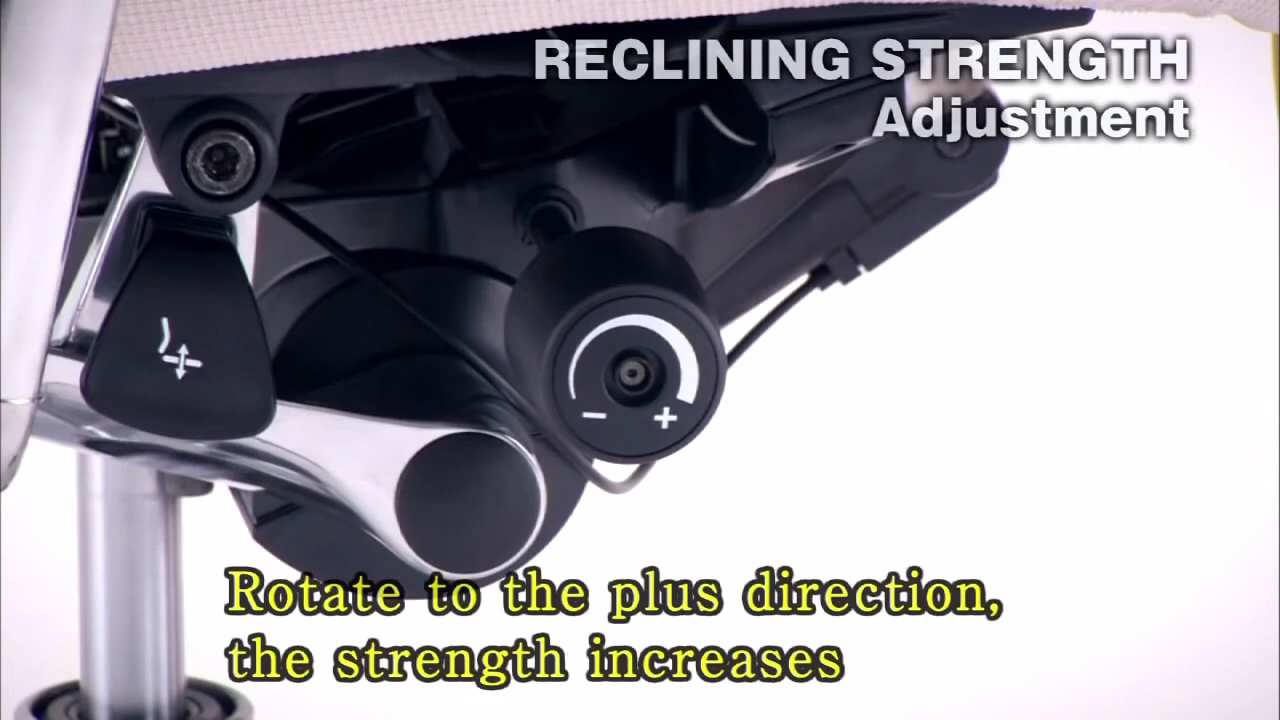 RECLINING STRENGTH
Adjustment
− +
Rotate to the plus direction,
the strength increases